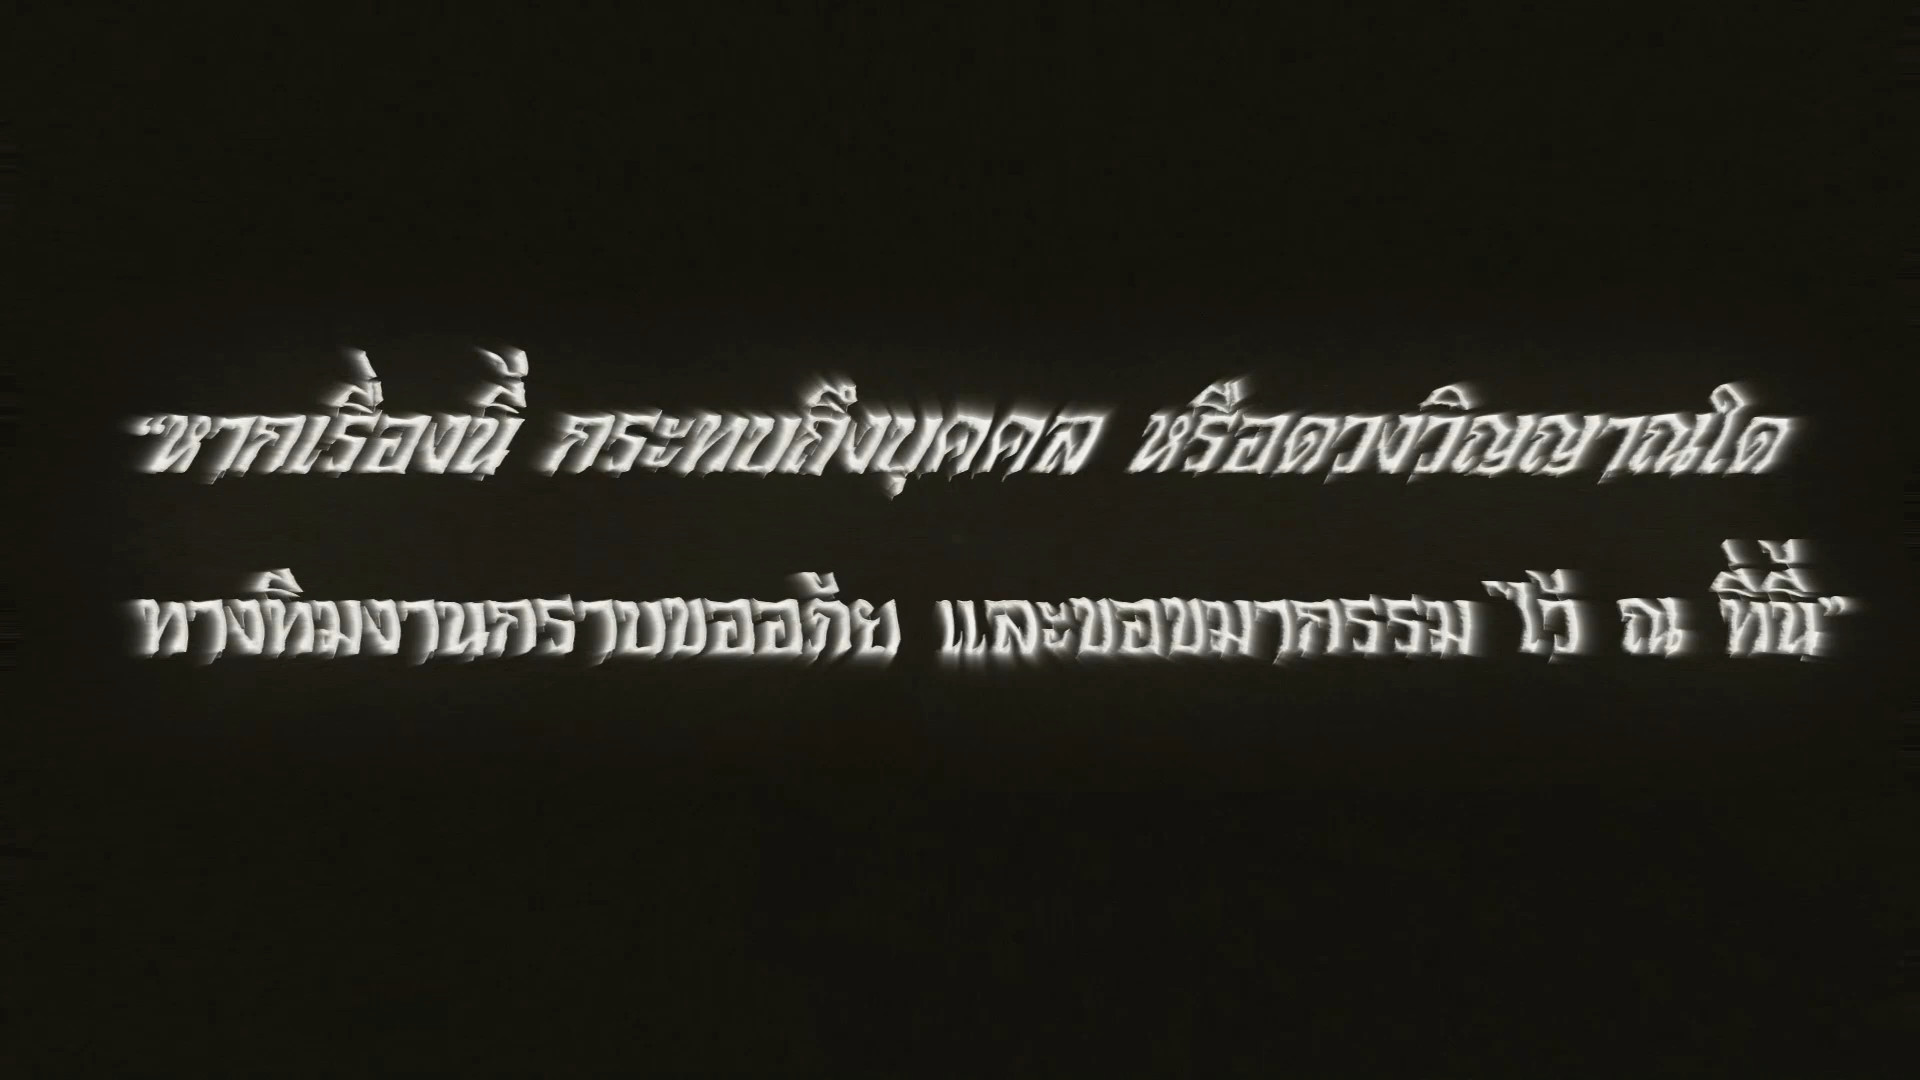 “หากเรื่องนี้ กระทบถึงบุคคล หรือดวงวิญญาณใด
ทางทีมงานกราบขออภัย และขอขมากรรม ไว้ ณ ที่นี้”